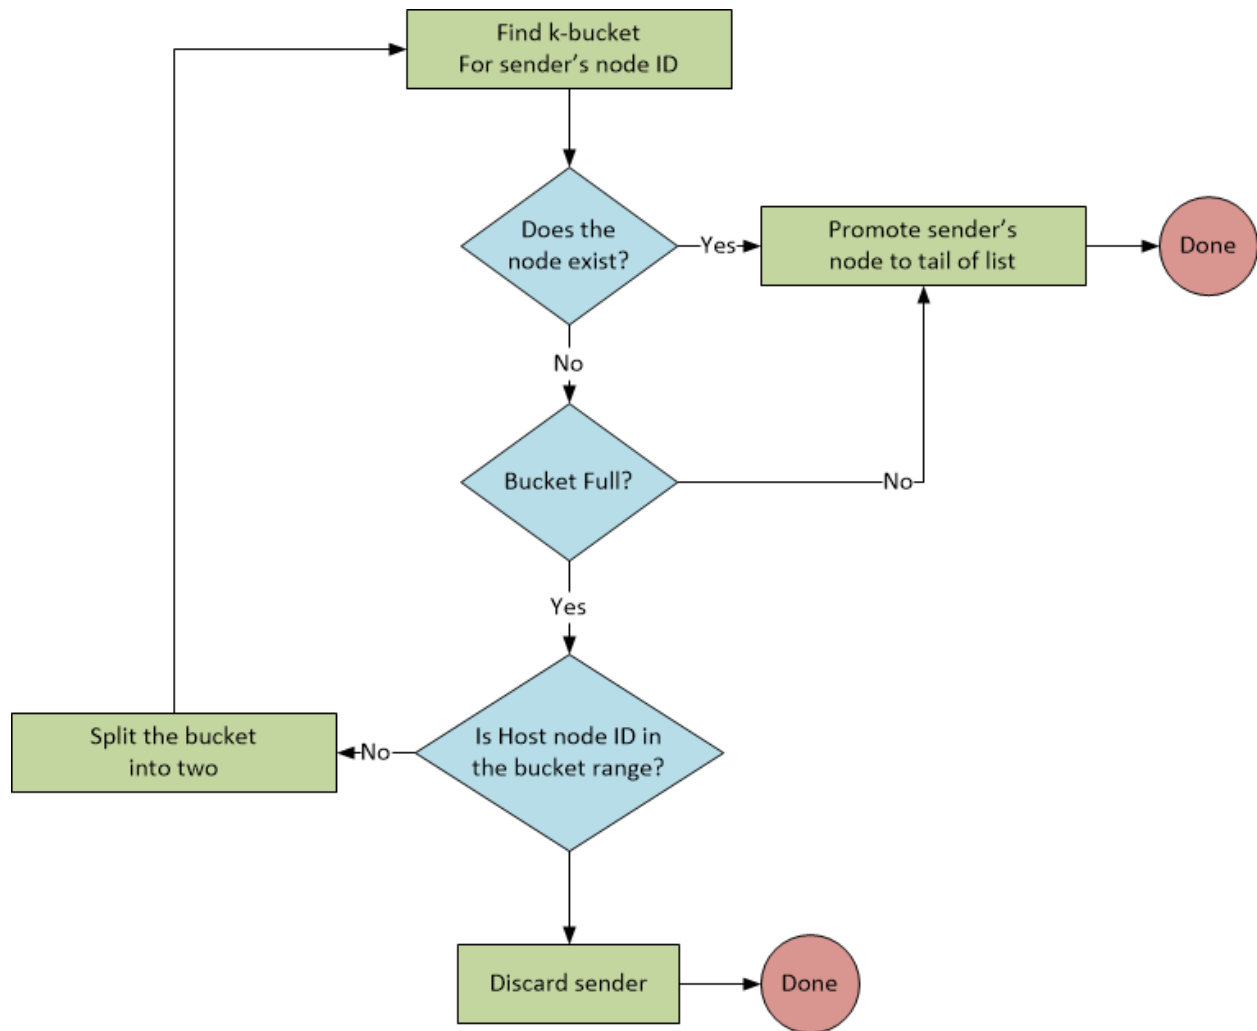 Find k-bucket
For sender's node ID
Does the
node exist?
Yes
Promote sender's
node to tail of list
Done
No
Bucket Full?
No
Yes
Split the bucket
into two
No
Is Host node ID in
the bucket range?
Discard sender
Done